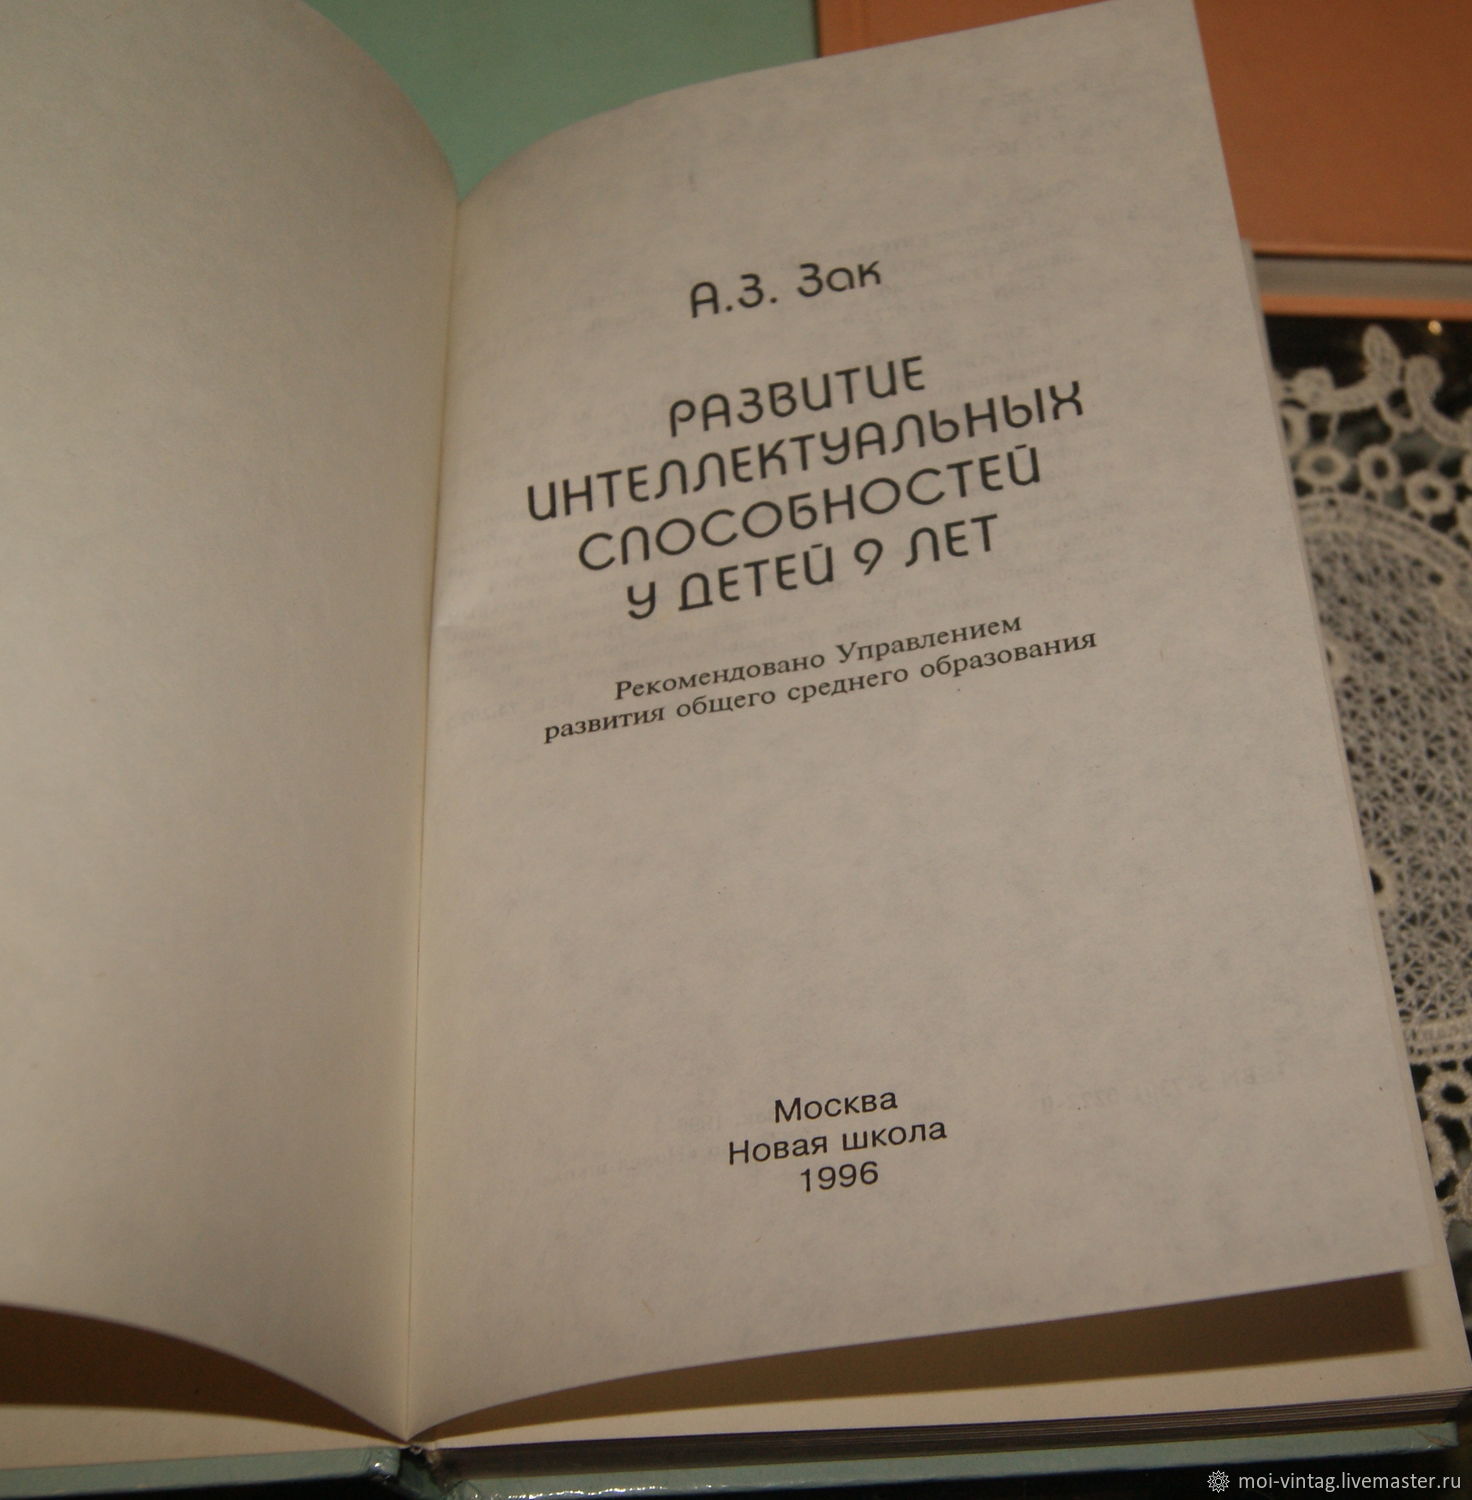 А.З. Зак
РАЗВИТИЕ
ИНТЕЛЛЕКТУАЛЬНЫХ
СПОСОБНОСТЕЙ
У ДЕТЕЙ 9 ЛЕТ
Рекомендовано Управлением
развития общего среднего образования
Москва
Новая школа
1996
moi-vintag.livemaster.ru